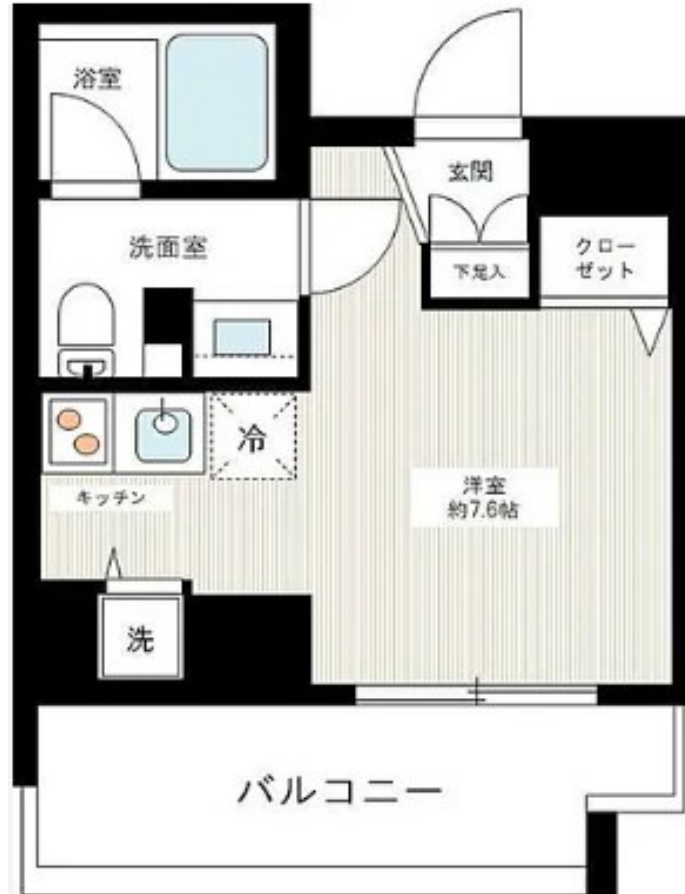 浴室
玄関
洗面室
クロー
ゼット
下足入
冷
キッチン
洋室
約7.6帖
洗
バルコニー